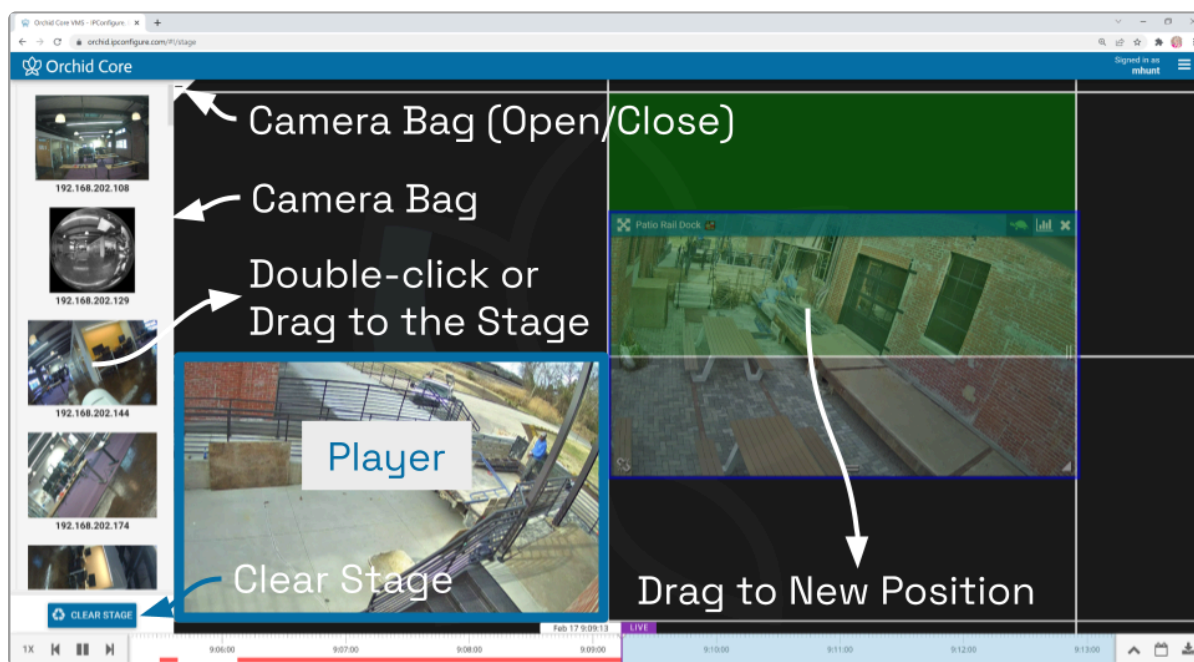 Orchid Core VMS - IPConfigure, 
orchid.ipconfigure.com/#!/stage
Orchid Core
Signed in as
mhunt
192.168.202.108
192.168.202.129
192.168.202.144
192.168.202.174
CLEAR STAGE
Camera Bag (Open/Close)
Camera Bag
Double-click or
Drag to the Stage
Player
Clear Stage
Patio Rail Dock
Drag to New Position
Feb 17 9:09:13
LIVE
1X
9:06:00
9:07:00
9:08:00
9:09:00
9:10:00
9:11:00
9:12:00
9:13:00